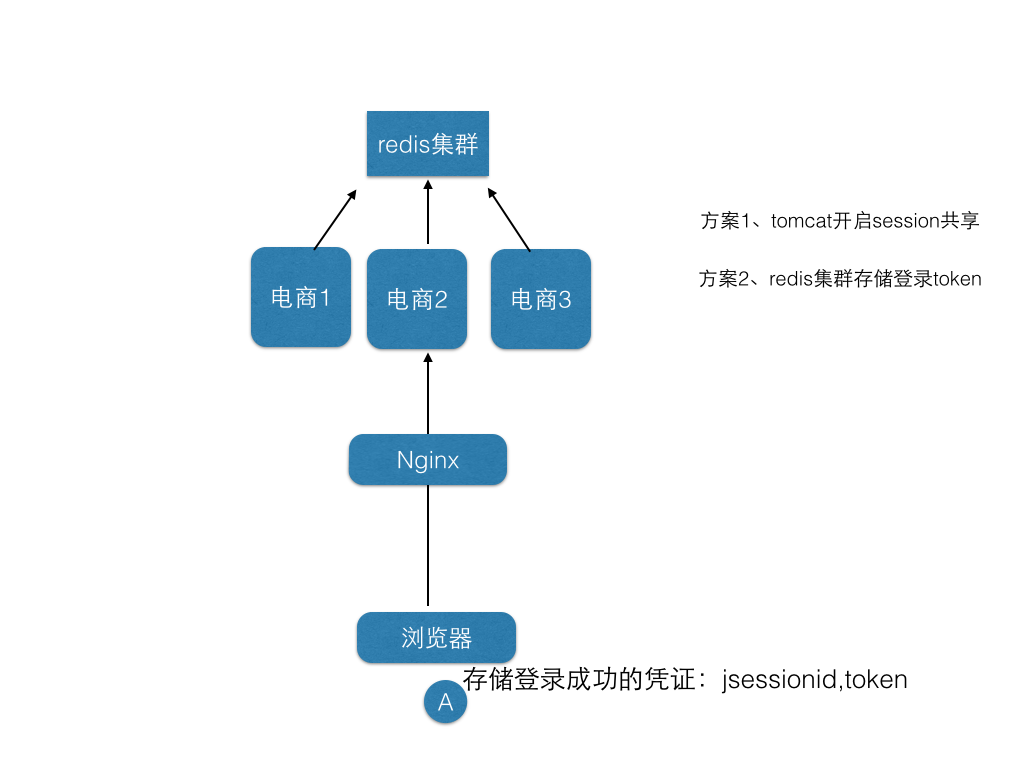 redis集群
方案1、tomcat开启session共享
方案2、redis集群存储登录token
电商1
电商2
电商3
Nginx
浏览器
存储登录成功的凭证：jsessionid,token
A